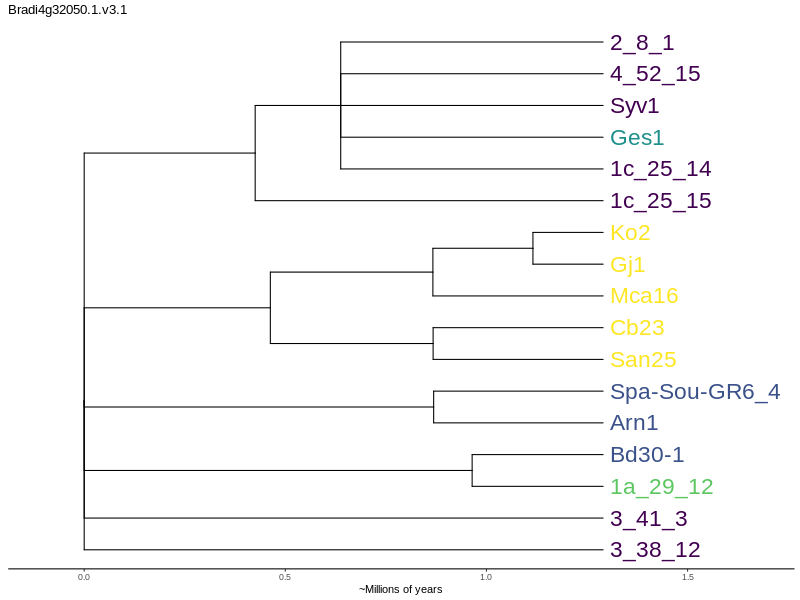 Bradi4g32050.1.v3.1
2_8_1
4_52_15
Syv1
Ges1
1c_25_14
1c_25_15
Ko2
Gj1
Mca16
Cb23
San25
Spa-Sou-GR6_4
Arn1
Bd30-1
1a_29_12
3_41_3
3_38_12
0.0 0.5 1.0 1.5
~Millions of years